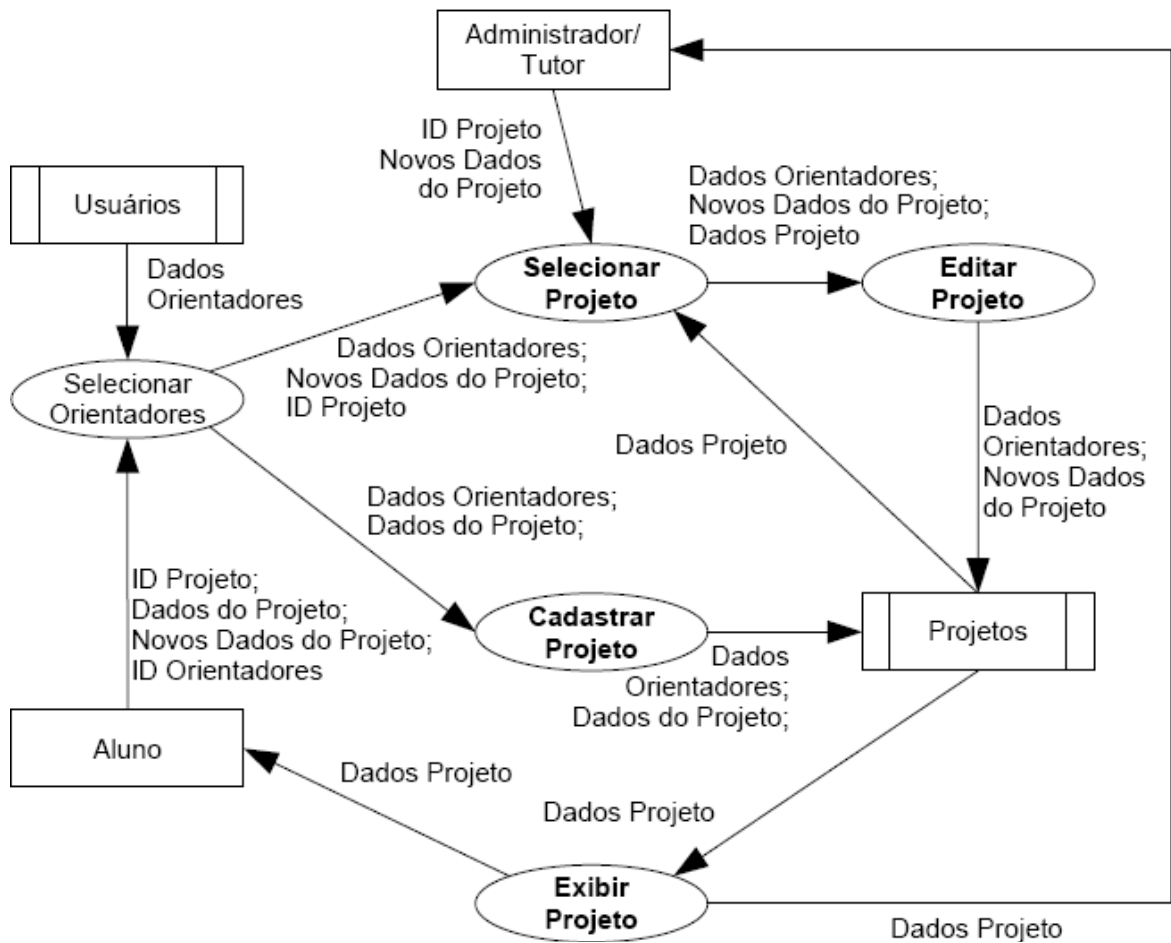 Administrador/
Tutor
ID Projeto
Novos Dados
do Projeto
Usuários
Dados Orientadores;
Novos Dados do Projeto;
Dados Projeto
Dados
Orientadores
Selecionar
Projeto
Editar
Projeto
Selecionar
Orientadores
Dados Orientadores;
Novos Dados do Projeto;
ID Projeto
Dados Projeto
Dados
Orientadores;
Novos Dados
do Projeto
Dados Orientadores;
Dados do Projeto;
ID Projeto;
Dados do Projeto;
Novos Dados do Projeto;
ID Orientadores
Cadastrar
Projeto
Projetos
Dados
Orientadores;
Dados do Projeto;
Aluno
Dados Projeto
Dados Projeto
Exibir
Projeto
Dados Projeto